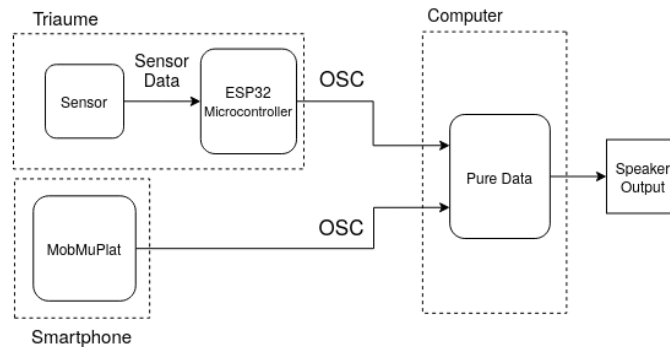 Triaume
Computer
Sensor
Data
Sensor
ESP32
Microcontroller
OSC
Pure Data
Speaker
Output
MobMuPlat
OSC
Smartphone